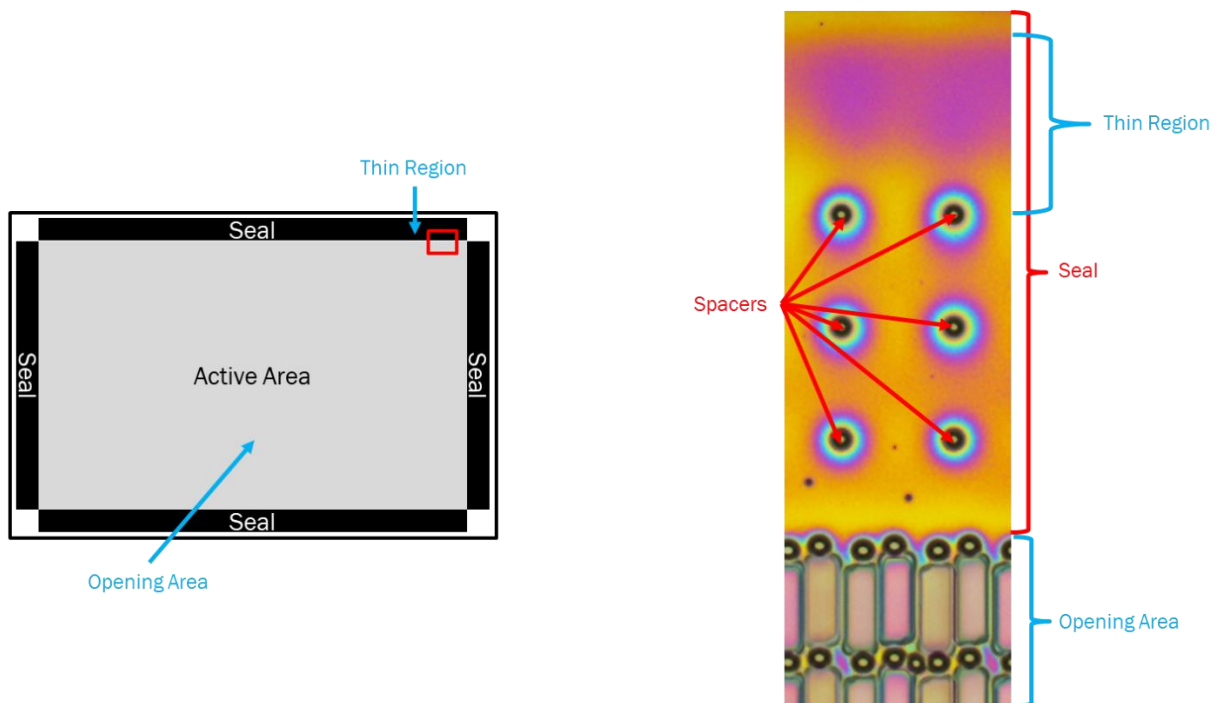 Thin Region
Seal
Seal
Active Area
Seal
Seal
Opening Area
Thin Region
Seal
Spacers
Opening Area